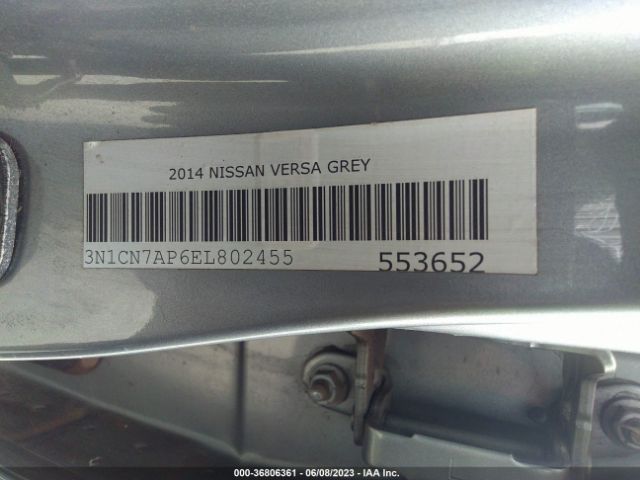 2014 NISSAN VERSA GREY
3N1CN7AP6EL802455 553652
000-36806361 - 06/08/2023 - IAA Inc.